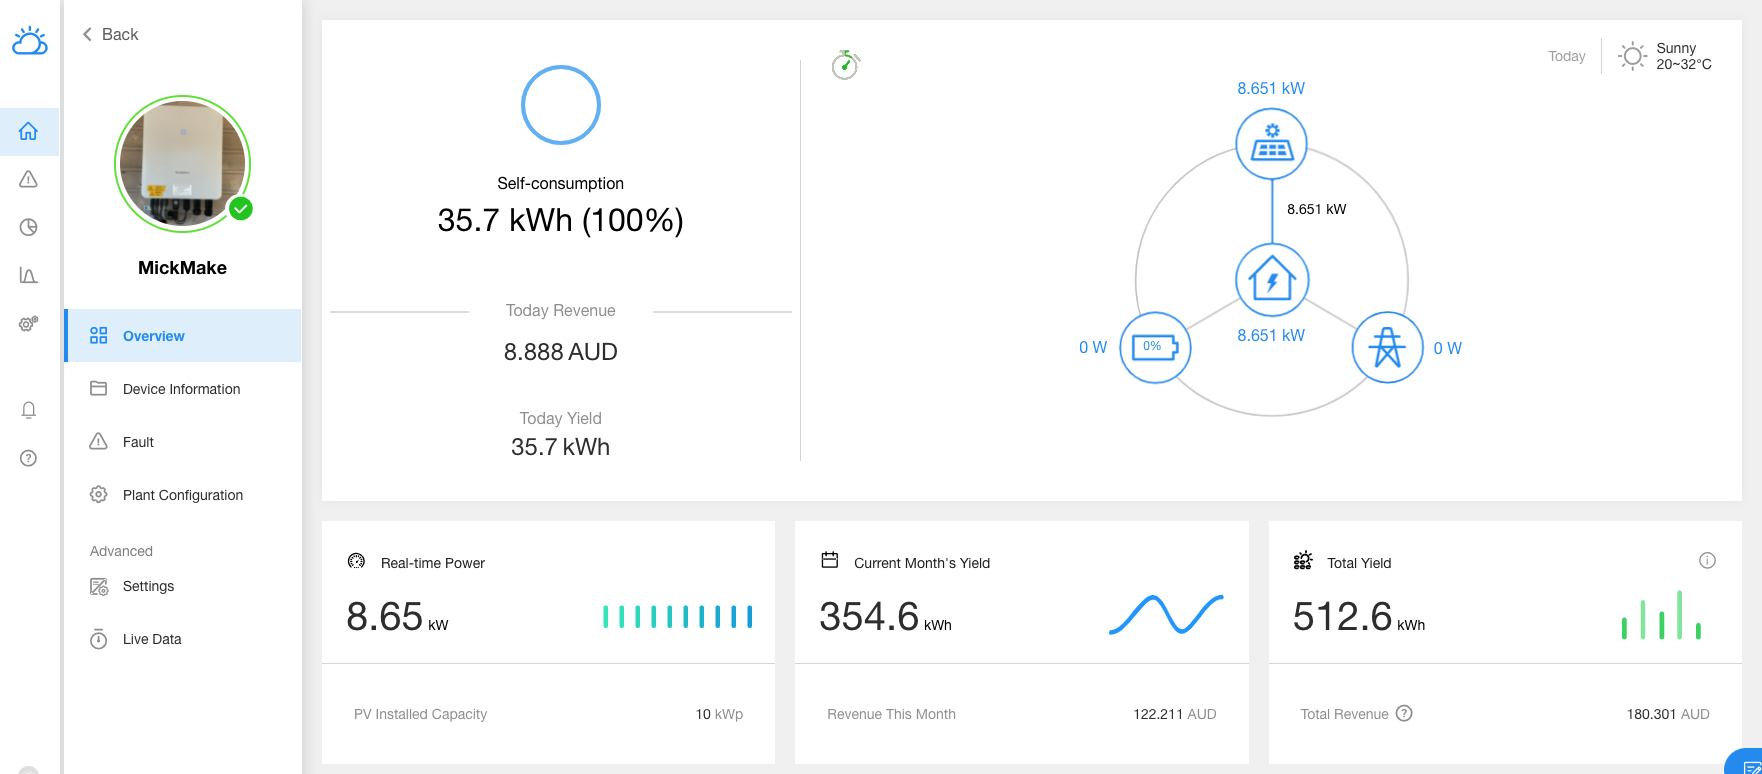 Back
MickMake
Overview
Device Information
Fault
Plant Configuration
Advanced
Settings
Live Data
Self-consumption
35.7 kWh (100%)
Today Revenue
8.888 AUD
Today Yield
35.7 kWh
Today
Sunny
20~32°C
8.651 kW
8.651 kW
8.651 kW
0 W
0%
0 W
Real-time Power
8.65 kW
PV Installed Capacity
10 kWp
Current Month's Yield
354.6 kWh
Revenue This Month
122.211 AUD
Total Yield
512.6 kWh
Total Revenue
180.301 AUD